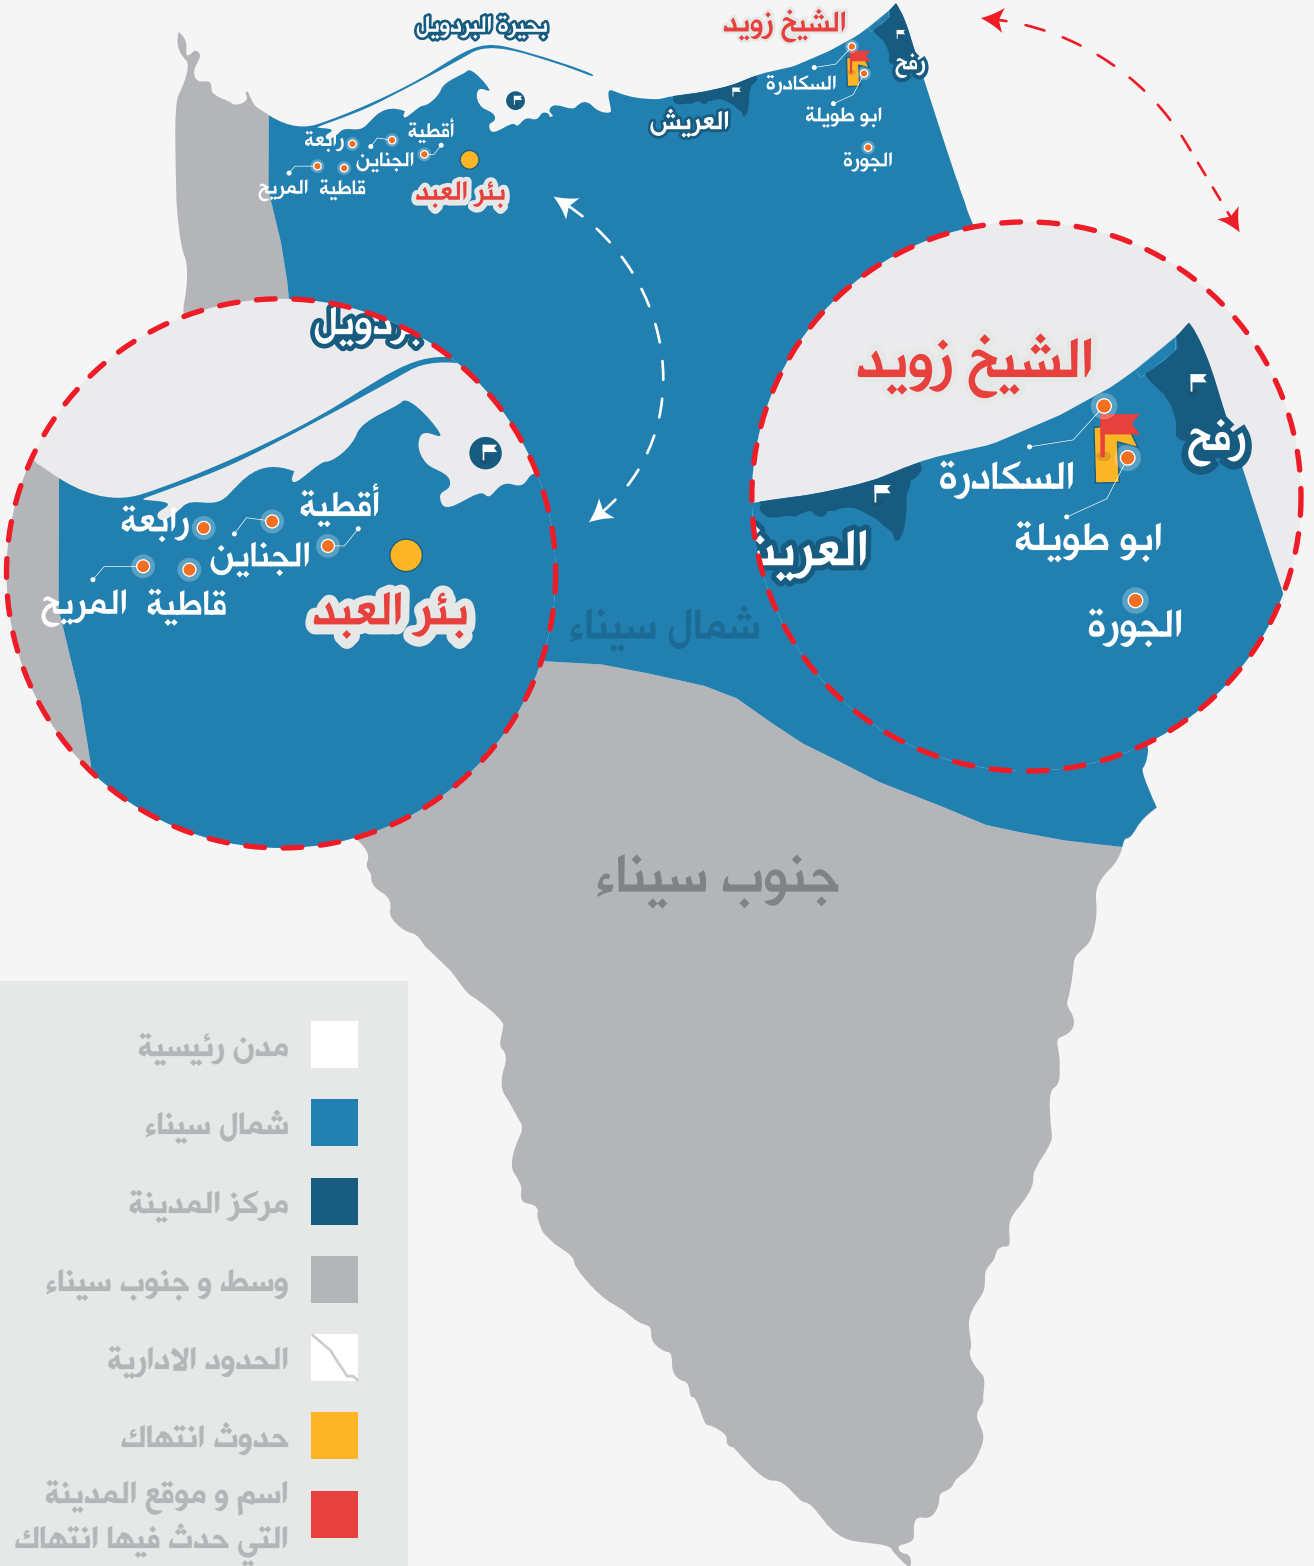 بحيرة البردويل
الشيخ زويد
رفح
السكادرة
ابو طويلة
العريش
الجورة
أقطية
رابعة
الجناين
المريح
قاطية
بئر العبد
بردويل
أقطية
رابعة
الجناين
المريح
قاطية
بئر العبد
الشيخ زويد
رفح
السكادرة
العريش
ابو طويلة
الجورة
شمال سيناء
جنوب سيناء
مدن رئيسية
شمال سيناء
مركز المدينة
وسط و جنوب سيناء
الحدود الادارية
حدوث انتهاك
اسم و موقع المدينة
التي حدث فيها انتهاك